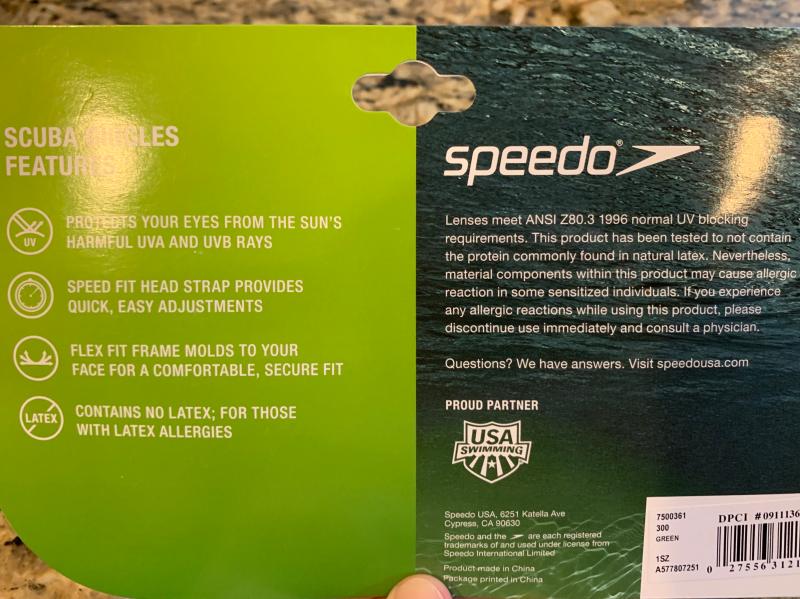 SCUBA GIGGLES
FEATURES
UV
PROTECTS YOUR EYES FROM THE SUN'S
HARMFUL UVA AND UVB RAYS
SPEED FIT HEAD STRAP PROVIDES
QUICK, EASY ADJUSTMENTS
FLEX FIT FRAME MOLDS TO YOUR
FACE FOR A COMFORTABLE, SECURE FIT
LATEX
CONTAINS NO LATEX; FOR THOSE
WITH LATEX ALLERGIES
speedo®
Lenses meet ANSI Z80.3 1996 normal UV blocking
requirements. This product has been tested to not contain
the protein commonly found in natural latex. Nevertheless,
material components within this product may cause allergic
reaction in some sensitized individuals. If you experience
any allergic reactions while using this product, please
discontinue use immediately and consult a physician.
Questions? We have answers. Visit speedousa.com
PROUD PARTNER
USA
SWIMMING
Speedo USA, 6251 Katella Ave
Cypress, CA 90630
Speedo and the are each registered
trademarks of and used under license from
Speedo International Limited
Product made in China
Package printed in China
7500361
300
GREEN
1SZ
A577807251
DPCI #0911136
0 27556 3121